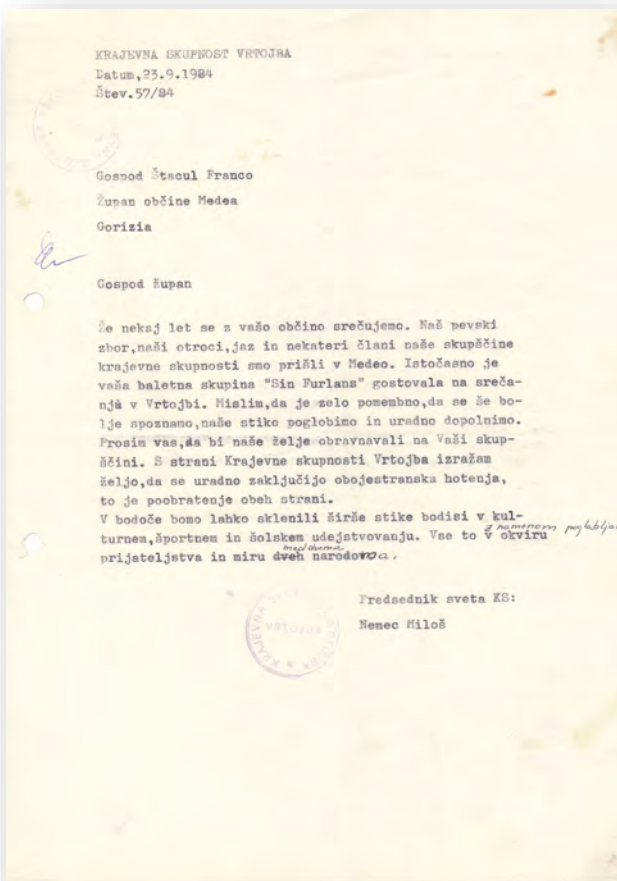 KRAJEVNA SKUPNOST VRTOJBA
Datum,23.9.1984
Štev.57/84
Gospod Štacul Franco
Župan občine Medea
Gorizia
Gospod župan
Že nekaj let se z vašo občino srečujemo. Naš pevski
zbor,naši otroci,jaz in nekateri člani naše skupščine
krajevne skupnosti smo prišli v Medeo. Istočasno je
vaša baletna skupina "Sin Furlans" gostovala na sreča-
nju v Vrtojbi. Mislim,da je zelo pomembno,da se še bo-
lje spoznamo,naše stike poglobimo in uradno dopolnimo.
Prosim vas,da bi naše želje obravnavali na Vaši skup-
ščini. S strani Krajevne skupnosti Vrtojba izražam
željo,da se uradno zaključijo obojestranska hotenja,
to je poobratenje obeh strani.
V bodoče bomo lahko sklenili širše stike bodisi v kul-
turnem,športnem in šolskem udejstvovanju. Vse to v okviru
z namenom
prijateljstva in miru dveh narodoma.
med obema
Predsednik sveta KS:
Nemec Miloš
KRAJEVNA
VRTOJBA